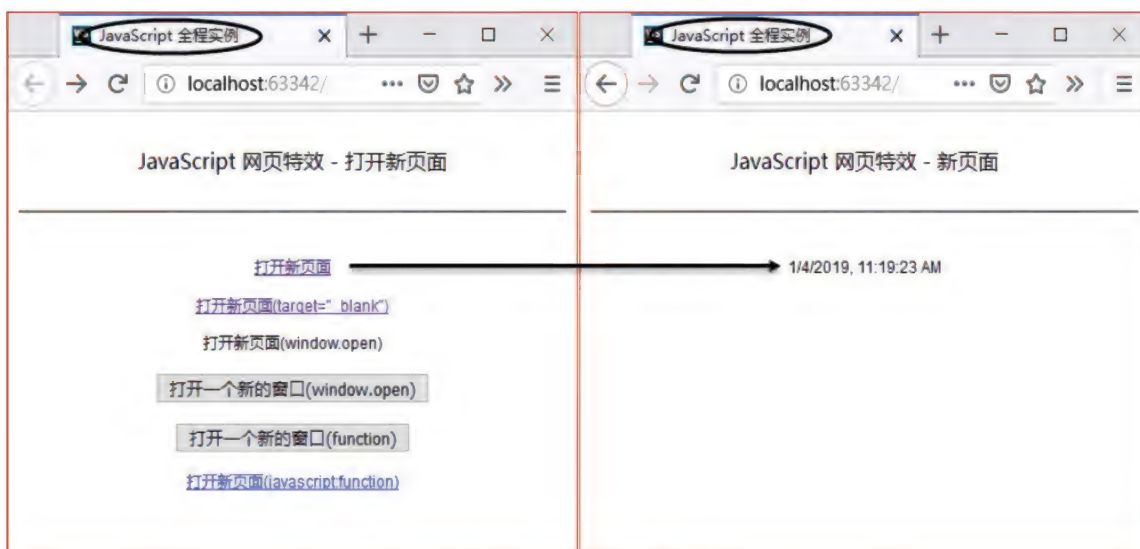 JavaScript 全程实例
localhost:63342/
JavaScript 网页特效 - 打开新页面
打开新页面
打开新页面(target="_blank")
打开新页面(window.open)
打开一个新的窗口(window.open)
打开一个新的窗口(function)
打开新页面(javascript:function)
JavaScript 全程实例
localhost:63342/
JavaScript 网页特效 - 新页面
1/4/2019, 11:19:23 AM